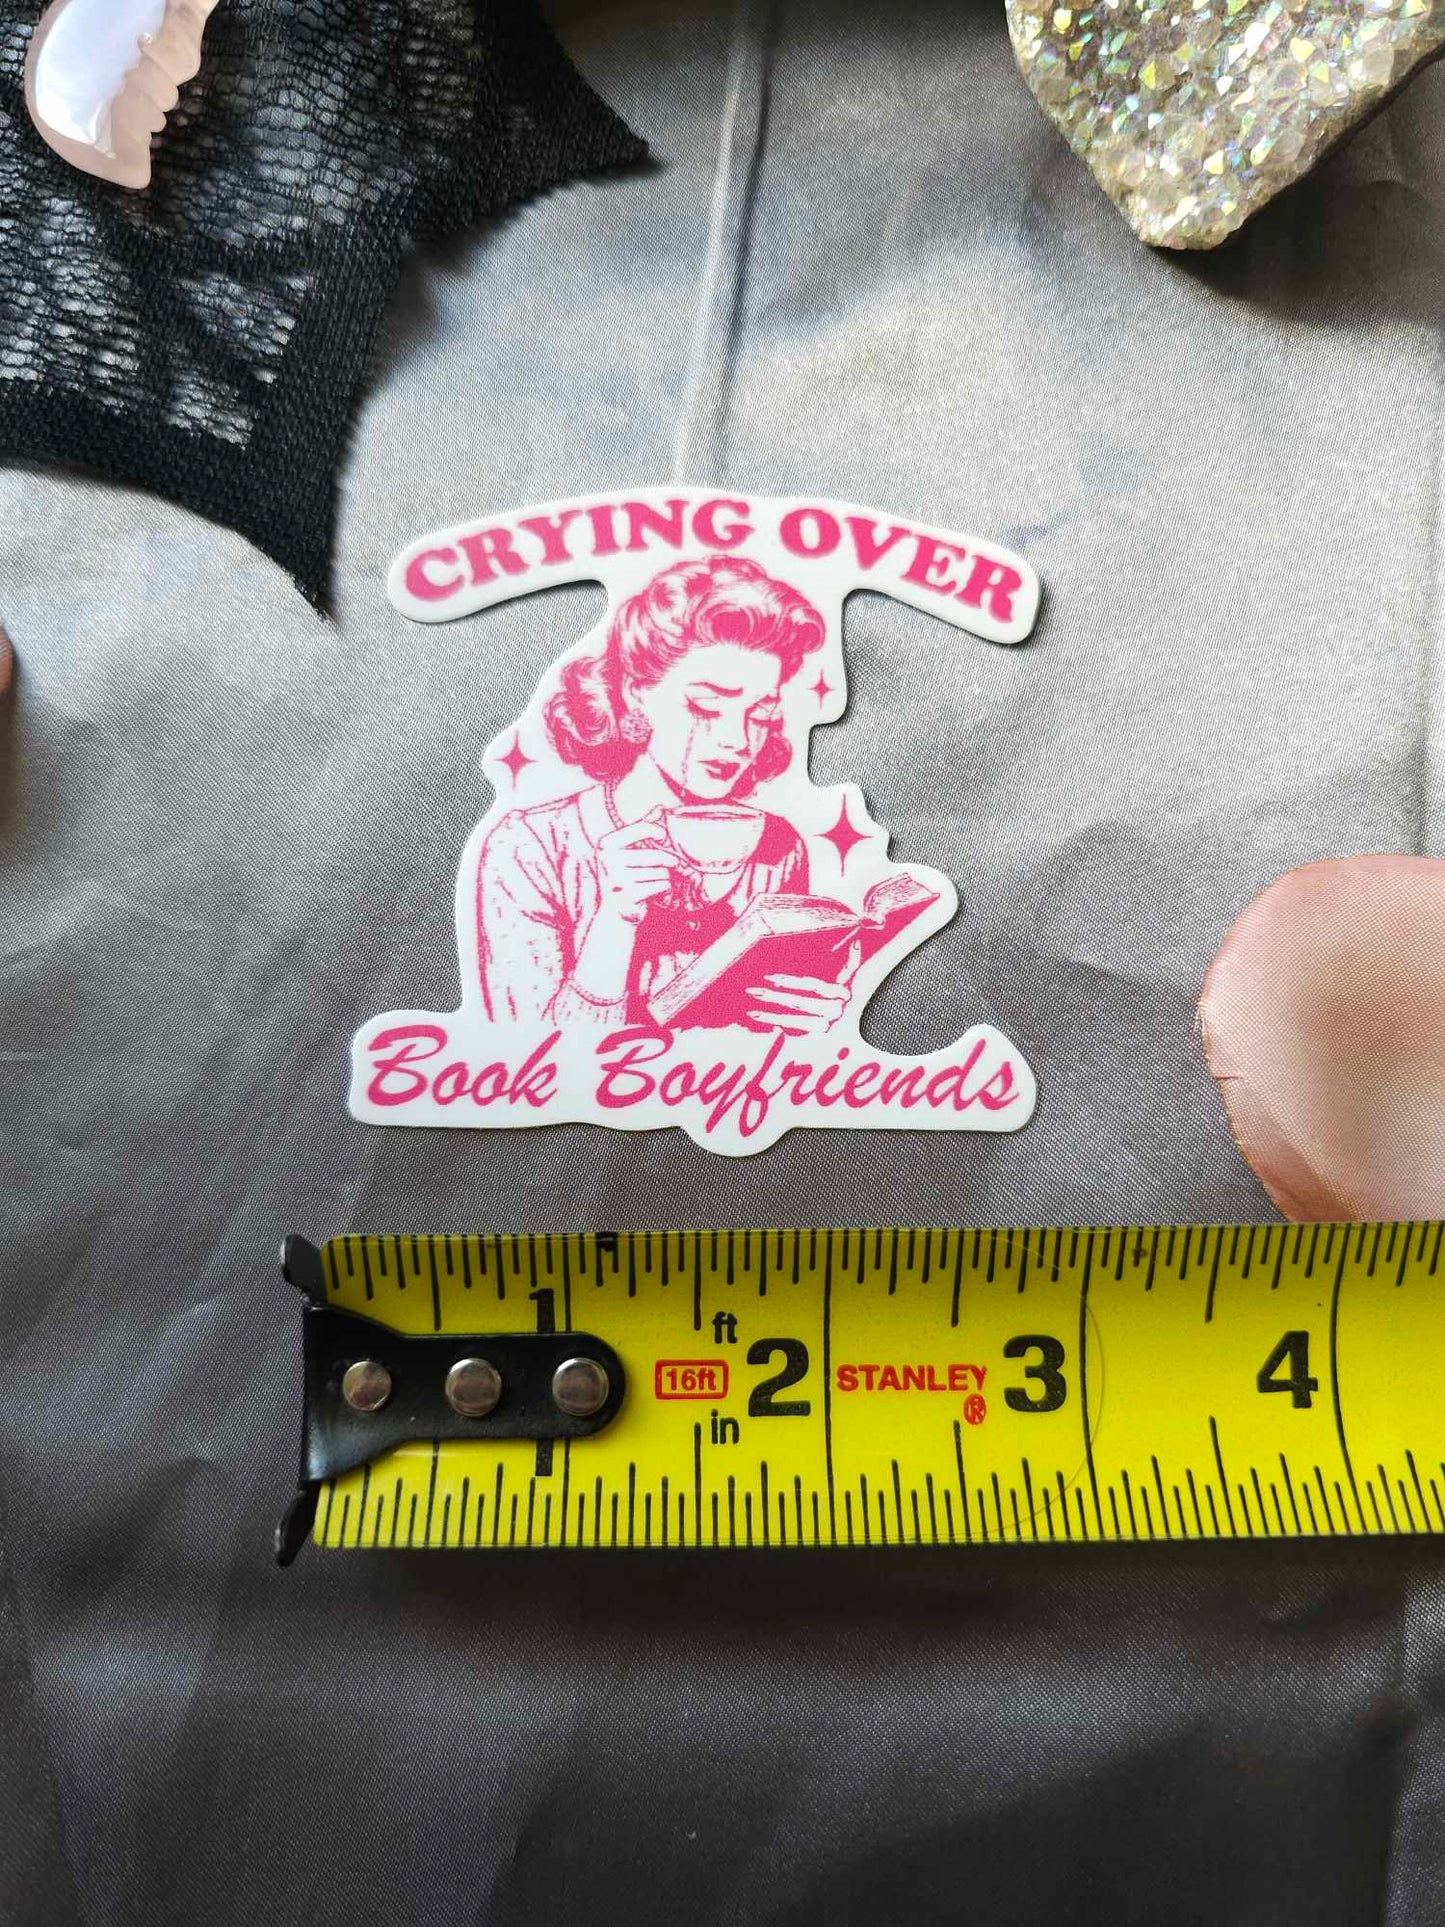 CRYING OVER
Book Boyfriends
1
ft
16ft 2 STANLEY 3 4
®
in